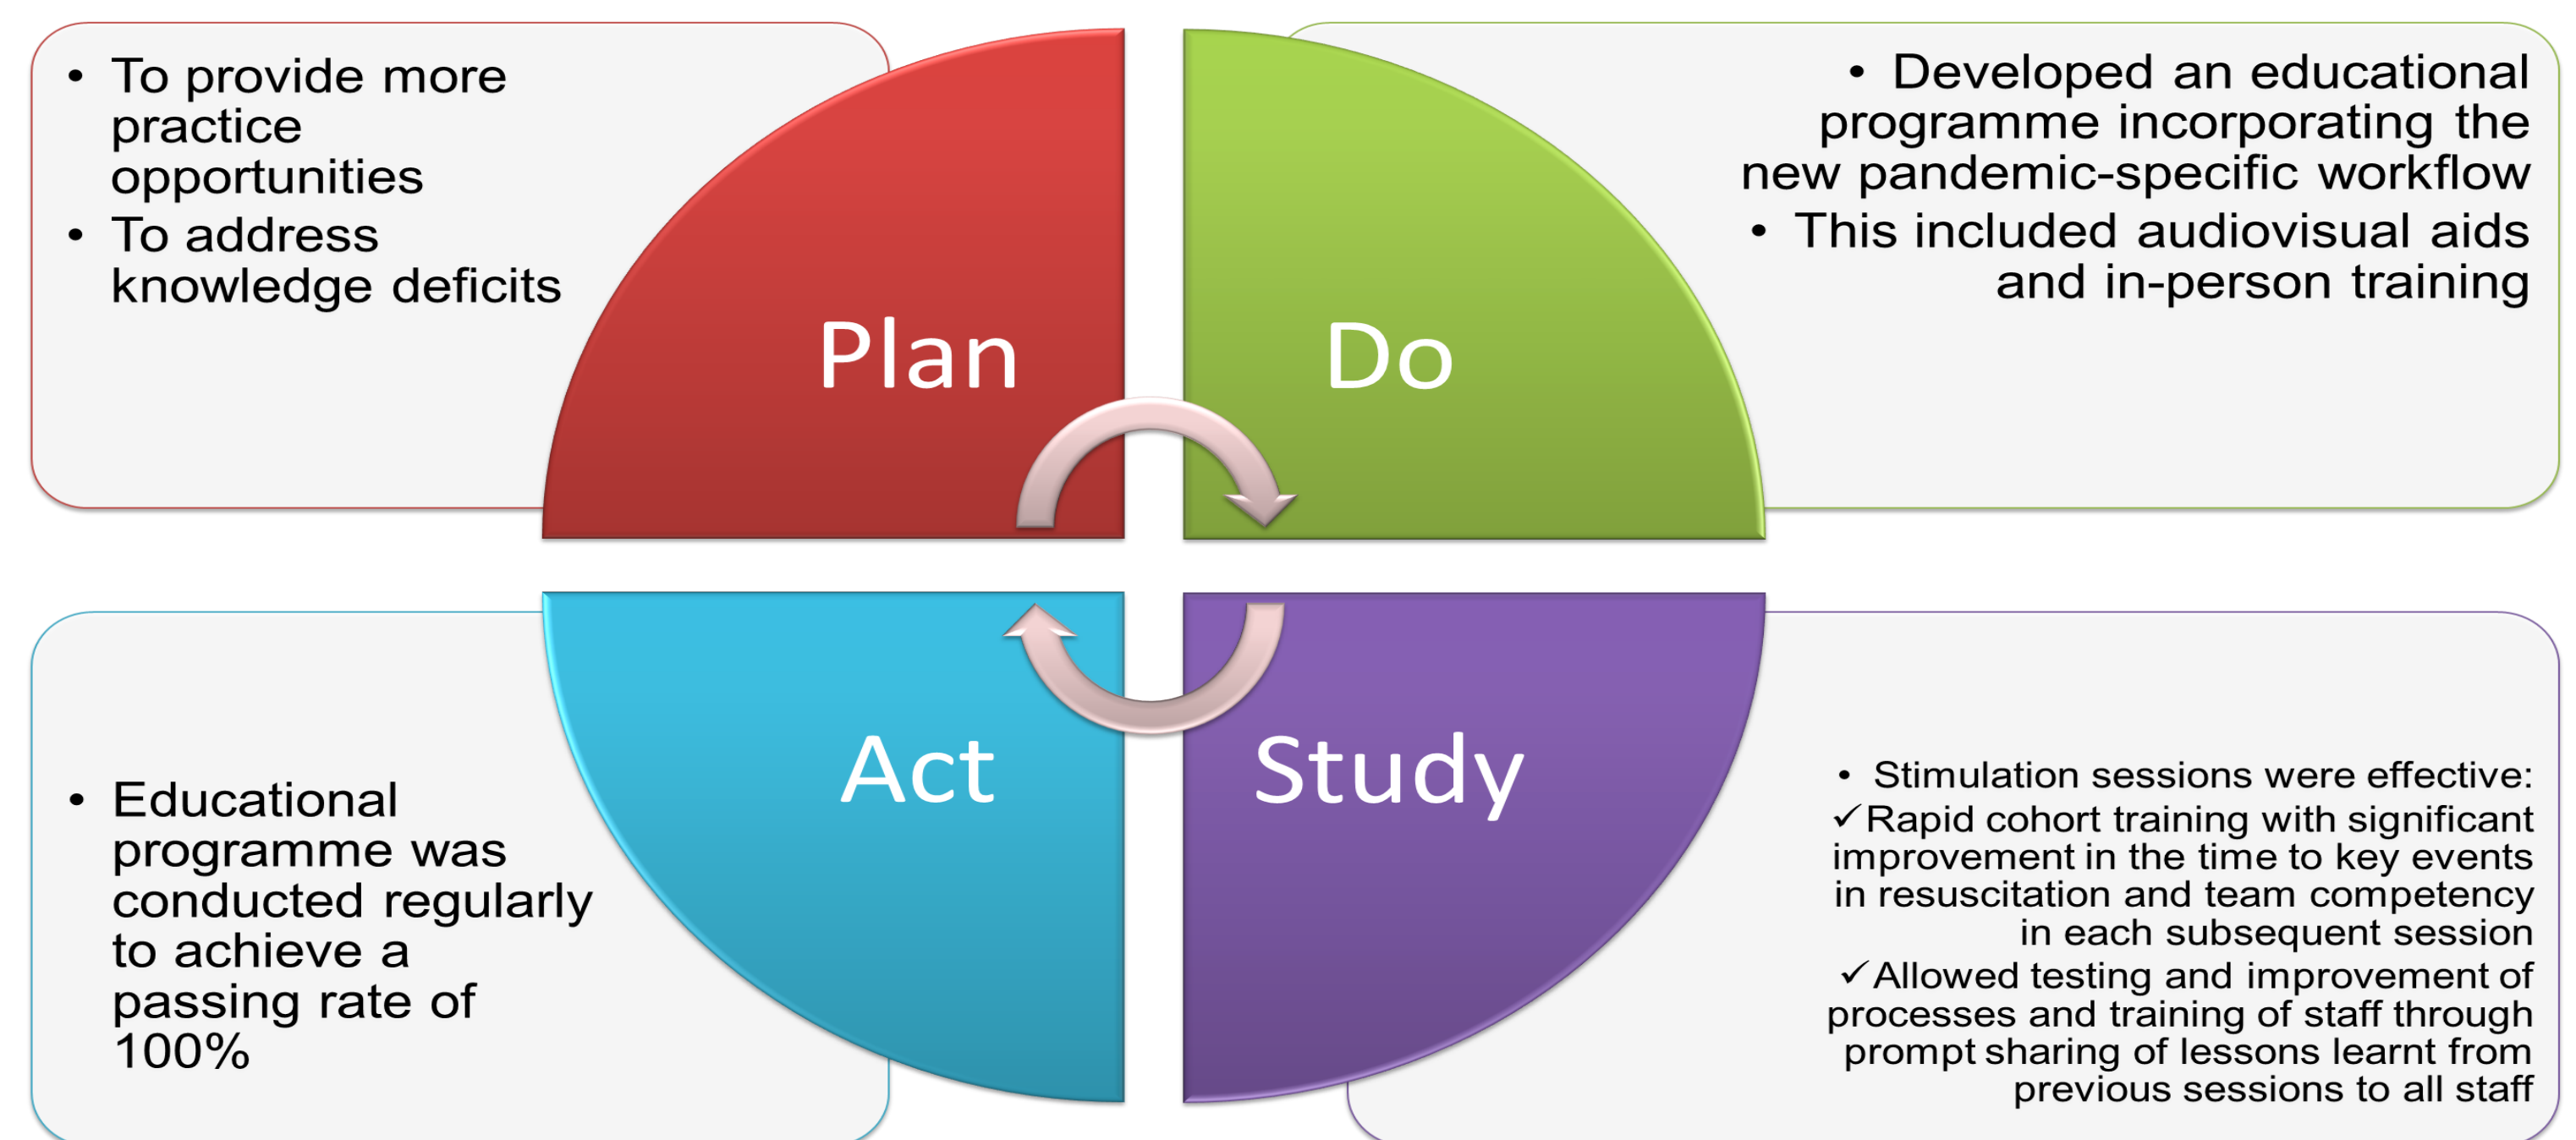 • To provide more
practice
opportunities
• To address
knowledge deficits
Plan
Do
• Developed an educational
programme incorporating the
new pandemic-specific workflow
• This included audiovisual aids
and in-person training
Act
Study
• Educational
programme was
conducted regularly
to achieve a
passing rate of
100%
• Stimulation sessions were effective:
✓Rapid cohort training with significant
improvement in the time to key events
in resuscitation and team competency
in each subsequent session
✓Allowed testing and improvement of
processes and training of staff through
prompt sharing of lessons learnt from
previous sessions to all staff